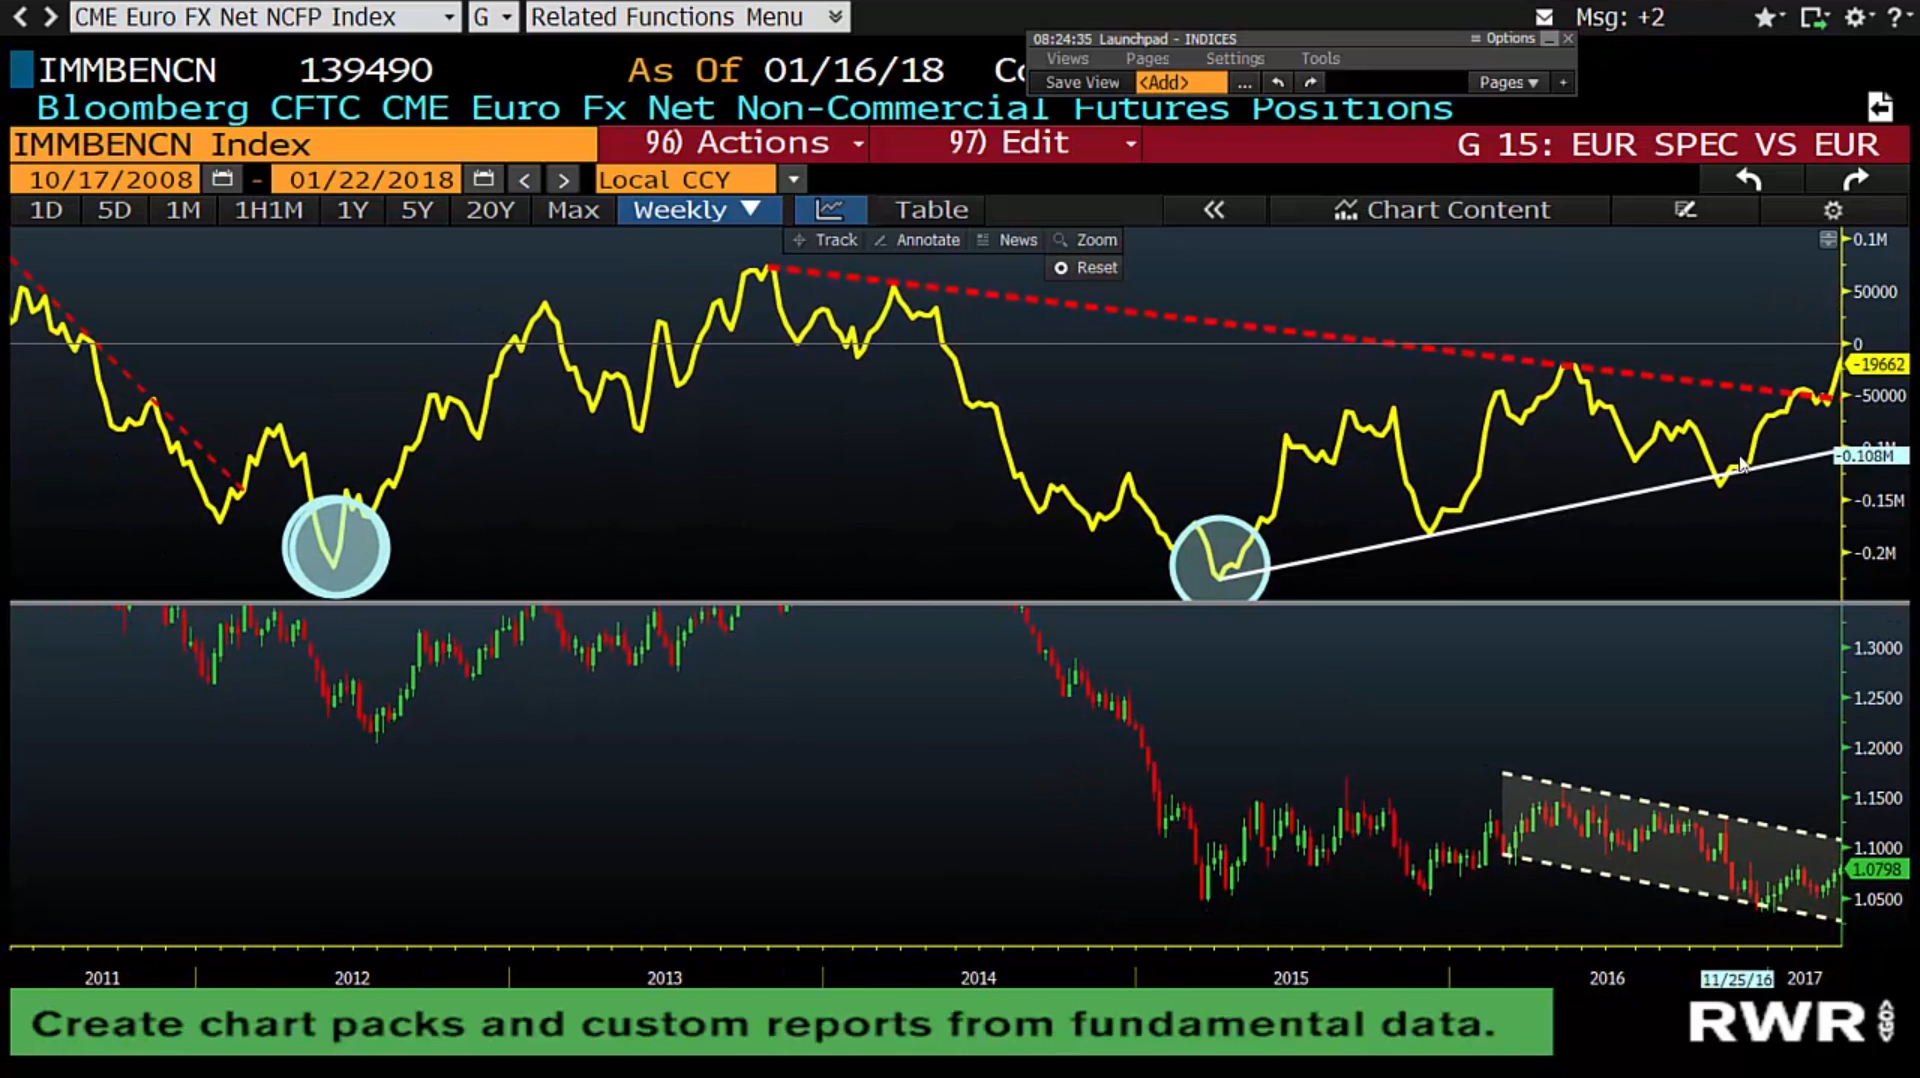 CME Euro FX Net NCFP Index G Related Functions Menu Msg: +2 ?
08:24:35 Launchpad - INDICES Options
Views Pages Settings Tools
Save View <Add> ... Pages +
IMMBENCN 139490 As Of 01/16/18
Bloomberg CFTC CME Euro Fx Net Non-Commercial Futures Positions
IMMBENCN Index 96) Actions 97) Edit G 15: EUR SPEC VS EUR
10/17/2008 - 01/22/2018 < > Local CCY
1D 5D 1M 1H1M 1Y 5Y 20Y Max Weekly Table Chart Content
Track Annotate News Zoom
Reset
0.1M
50000
0
-19662
-50000
-0.108M
-0.15M
-0.2M
1.3000
1.2500
1.2000
1.1500
1.1000
1.0798
1.0500
2011 2012 2013 2014 2015 2016 11/25/16 2017
Create chart packs and custom reports from fundamental data.
RWR